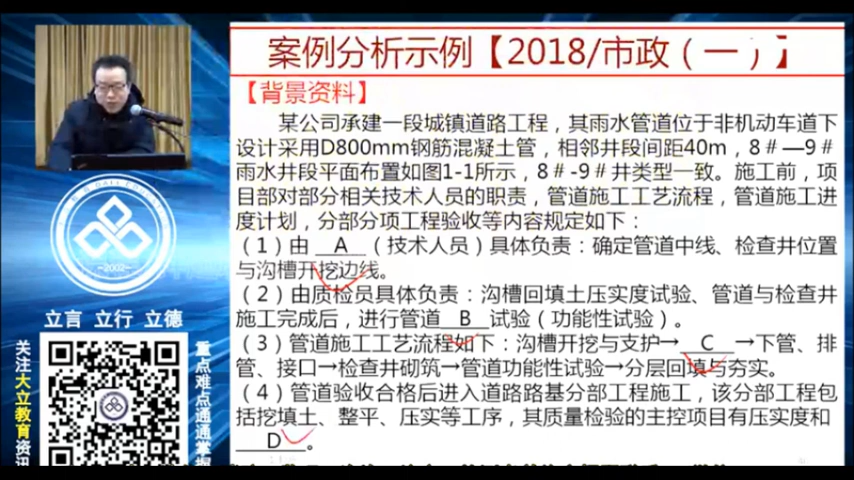 案例分析示例【2018/市政（一）】
【背景资料】
某公司承建一段城镇道路工程，其雨水管道位于非机动车道下
设计采用D800mm钢筋混凝土管，相邻井段间距40m，8＃—9＃
雨水井段平面布置如图1-1所示，8＃-9＃井类型一致。施工前，项
目部对部分相关技术人员的职责，管道施工工艺流程，管道施工进
度计划，分部分项工程验收等内容规定如下：
（1）由 A （技术人员）具体负责：确定管道中线、检查井位置
与沟槽开挖边线。
（2）由质检员具体负责：沟槽回填土压实度试验、管道与检查井
施工完成后，进行管道 B 试验（功能性试验）。
（3）管道施工工艺流程如下：沟槽开挖与支护→ C →下管、排
管、接口→检查井砌筑→管道功能性试验→分层回填与夯实。
（4）管道验收合格后进入道路路基分部工程施工，该分部工程包
括挖填土、整平、压实等工序，其质量检验的主控项目有压实度和
D 。
2002
立言 立行 立德
关注大立教育资讯
重点难点通通掌握